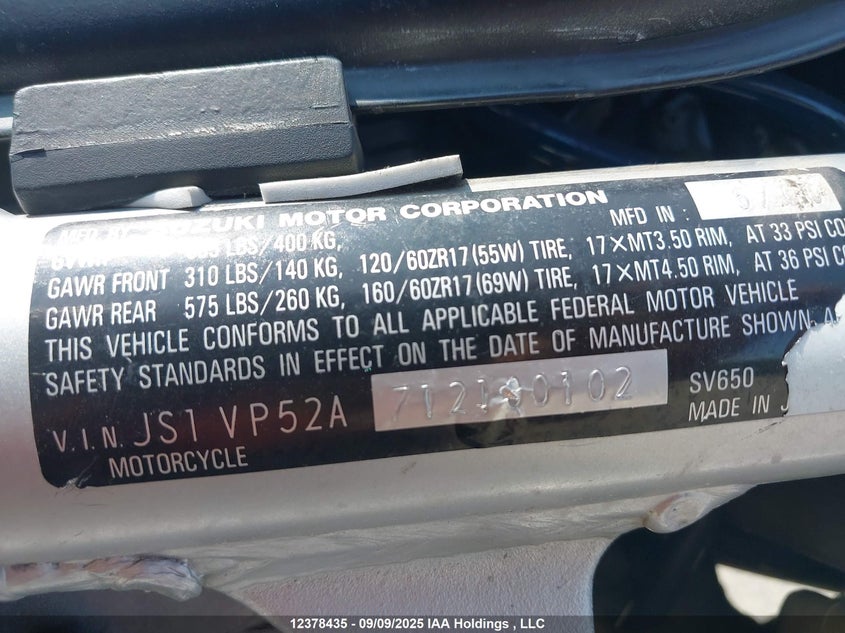 SUZUKI MOTOR CORPORATION MFD IN :
LBS/400 KG,
GAWR FRONT 310 LBS/140 KG, 120/60ZR17(55W) TIRE, 17×MT3.50 RIM, AT 33 PSI CO
GAWR REAR 575 LBS/260 KG, 160/60ZR17(69W) TIRE, 17×MT4.50 RIM, AT 36 PSI CO
THIS VEHICLE CONFORMS TO ALL APPLICABLE FEDERAL MOTOR VEHICLE
SAFETY STANDARDS IN EFFECT ON THE DATE OF MANUFACTURE SHOWN A
V.I.N. JS1VP52A 712100102 SV650
MOTORCYCLE MADE IN J
12378435 - 09/09/2025 IAA Holdings , LLC